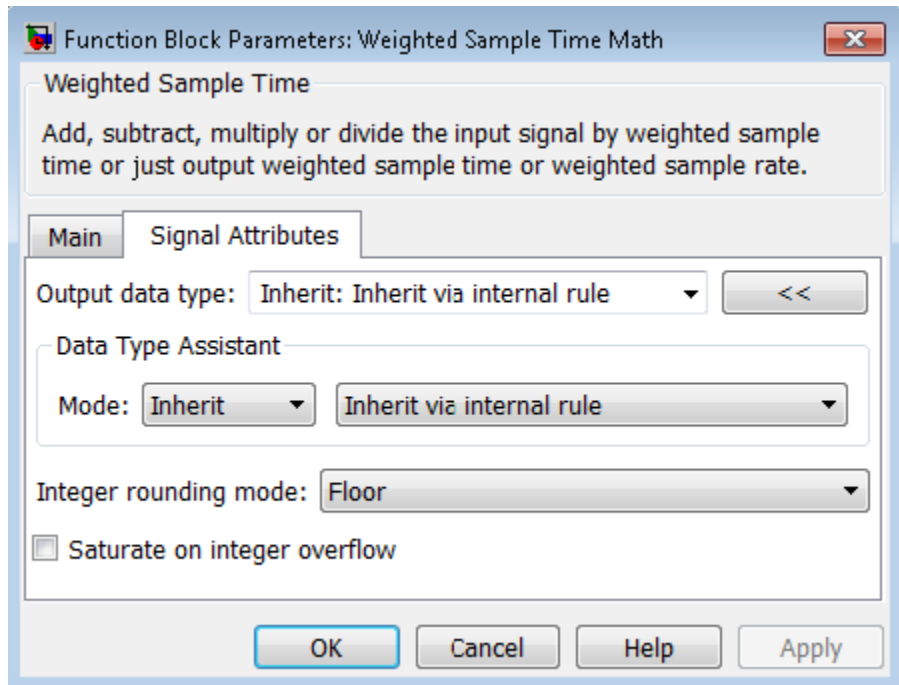 Function Block Parameters: Weighted Sample Time Math
Weighted Sample Time
Add, subtract, multiply or divide the input signal by weighted sample
time or just output weighted sample time or weighted sample rate.
Main Signal Attributes
Output data type: Inherit: Inherit via internal rule <<
Data Type Assistant
Mode: Inherit Inherit via internal rule
Integer rounding mode: Floor
Saturate on integer overflow
OK Cancel Help Apply